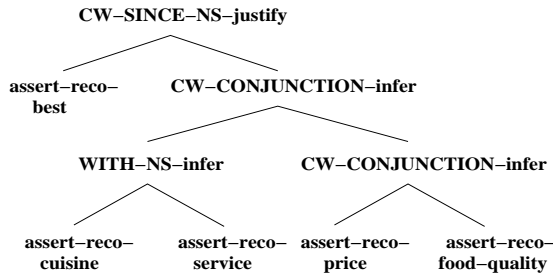 CW–SINCE–NS–justify
assert–reco–
best
CW–CONJUNCTION–infer
WITH–NS–infer
CW–CONJUNCTION–infer
assert–reco–
cuisine
assert–reco–
service
assert–reco–
price
assert–reco–
food–quality